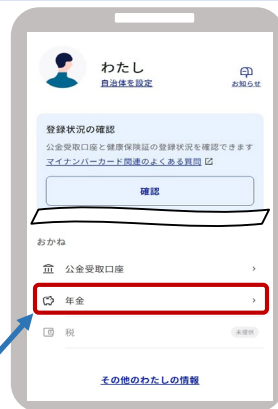 わたし
自治体を設定
お知らせ
登録状況の確認
公金受取口座と健康保険証の登録状況を確認できます
マイナンバーカード関連のよくある質問
確認
おかね
公金受取口座
年金
税
未提供
その他のわたしの情報